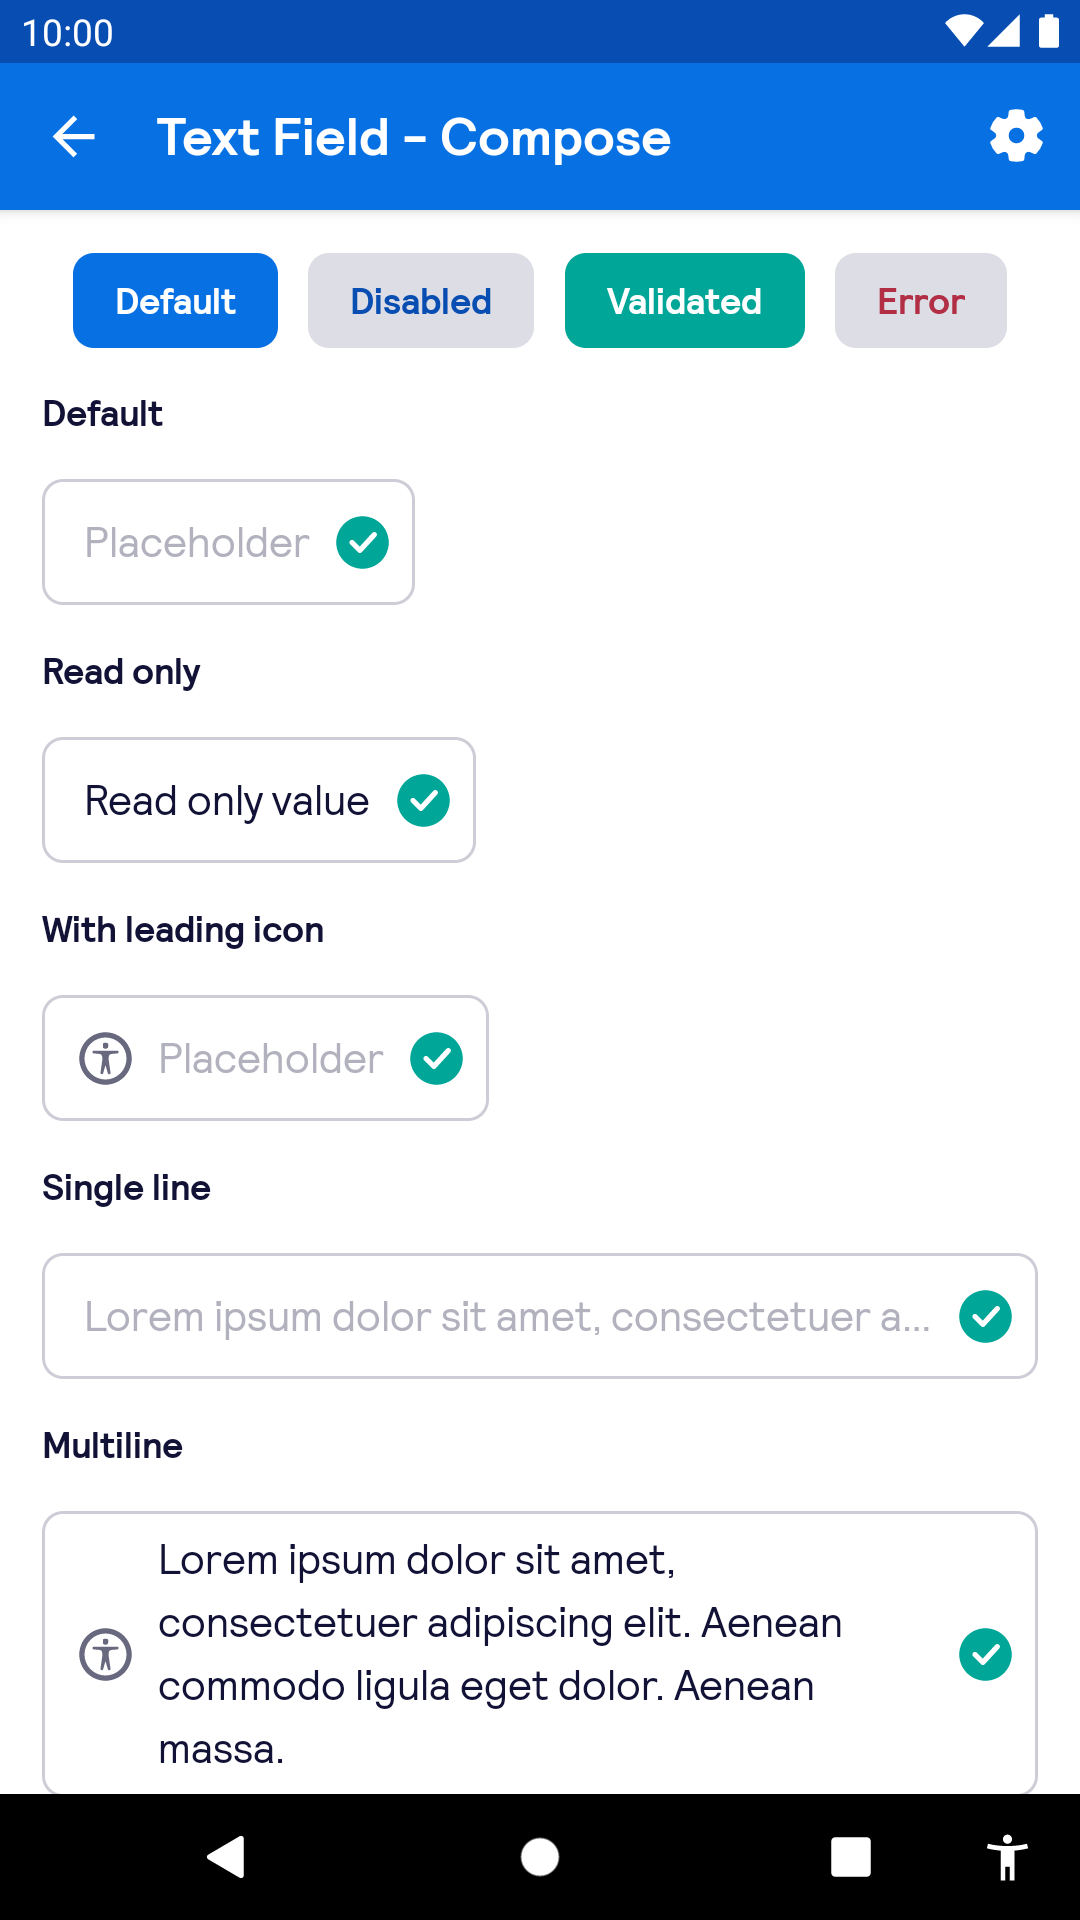 10:00
Text Field - Compose
Default Disabled Validated Error
Default
Placeholder
Read only
Read only value
With leading icon
Placeholder
Single line
Lorem ipsum dolor sit amet, consectetuer a...
Multiline
Lorem ipsum dolor sit amet,
consectetuer adipiscing elit. Aenean
commodo ligula eget dolor. Aenean
massa.